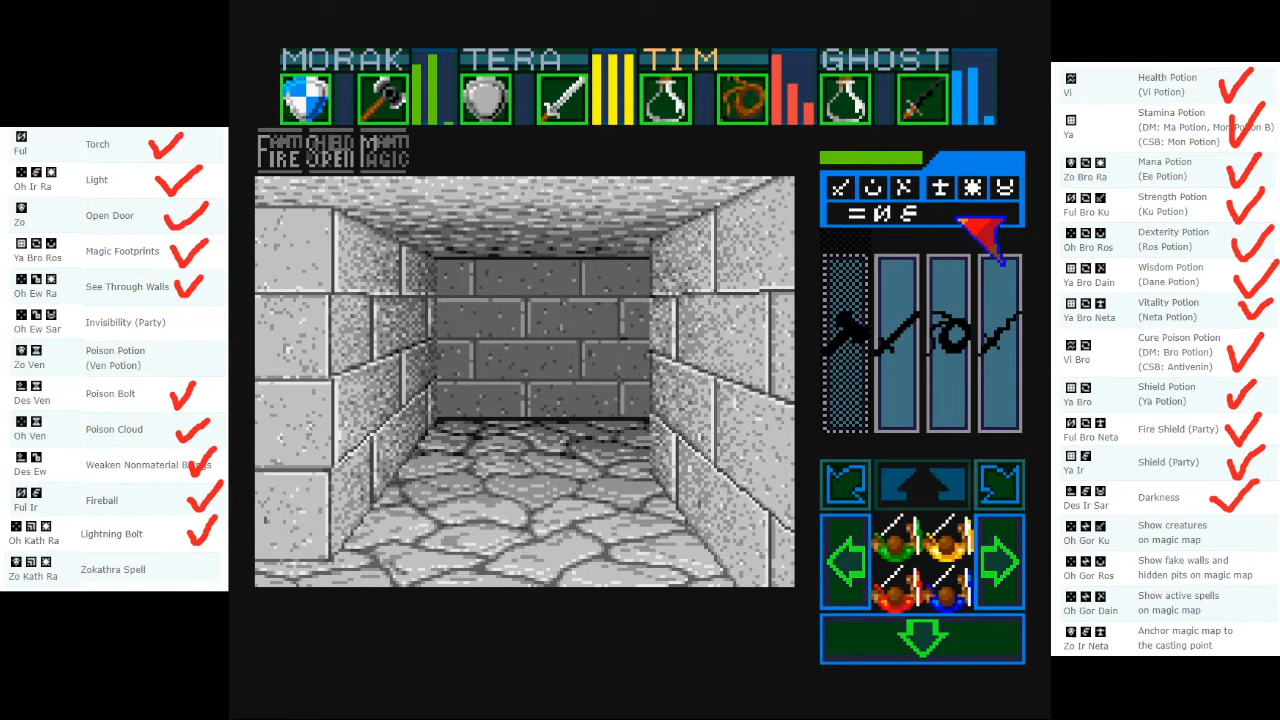 MORAK TERA TIM GHOST
Ful Torch
Oh Ir Ra Light
Zo Open Door
Ya Bro Ros Magic Footprints
Oh Ew Ra See Through Walls
Oh Ew Sar Invisibility (Party)
Zo Ven Poison Potion
(Ven Potion)
Des Ven Poison Bolt
Oh Ven Poison Cloud
Des Ew Weaken Nonmaterial
Ful Ir Fireball
Oh Kath Ra Lightning Bolt
Zo Kath Ra Zokathra Spell
FIRE OPEN MAGIC
Vi Health Potion
(Vi Potion)
Ya Stamina Potion
(DM: Ma Potion, Mon Potion B)
(CSB: Mon Potion)
Zo Bro Ra Mana Potion
(Ee Potion)
Ful Bro Ku Strength Potion
(Ku Potion)
Oh Bro Ros Dexterity Potion
(Ros Potion)
Ya Bro Dain Wisdom Potion
(Dane Potion)
Ya Bro Neta Vitality Potion
(Neta Potion)
Vi Bro Cure Poison Potion
(DM: Bro Potion)
(CSB: Antivenin)
Ya Bro Shield Potion
(Ya Potion)
Ful Bro Neta Fire Shield (Party)
Ya Ir Shield (Party)
Des Ir Sar Darkness
Oh Gor Ku Show creatures
on magic map
Oh Gor Ros Show fake walls and
hidden pits on magic map
Oh Gor Dain Show active spells
on magic map
Zo Ir Neta Anchor magic map to
the casting point